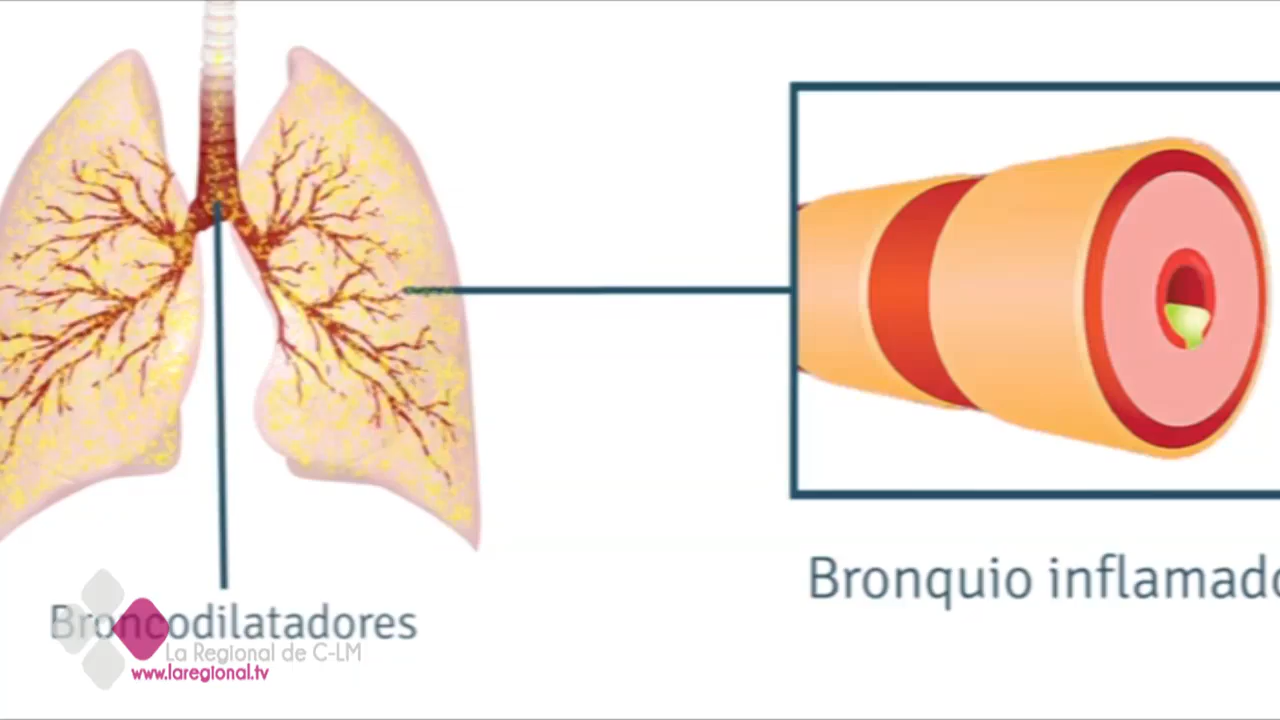 Bronquio inflamado
Broncodilatadores
La Regional de C-LM
www.laregional.tv